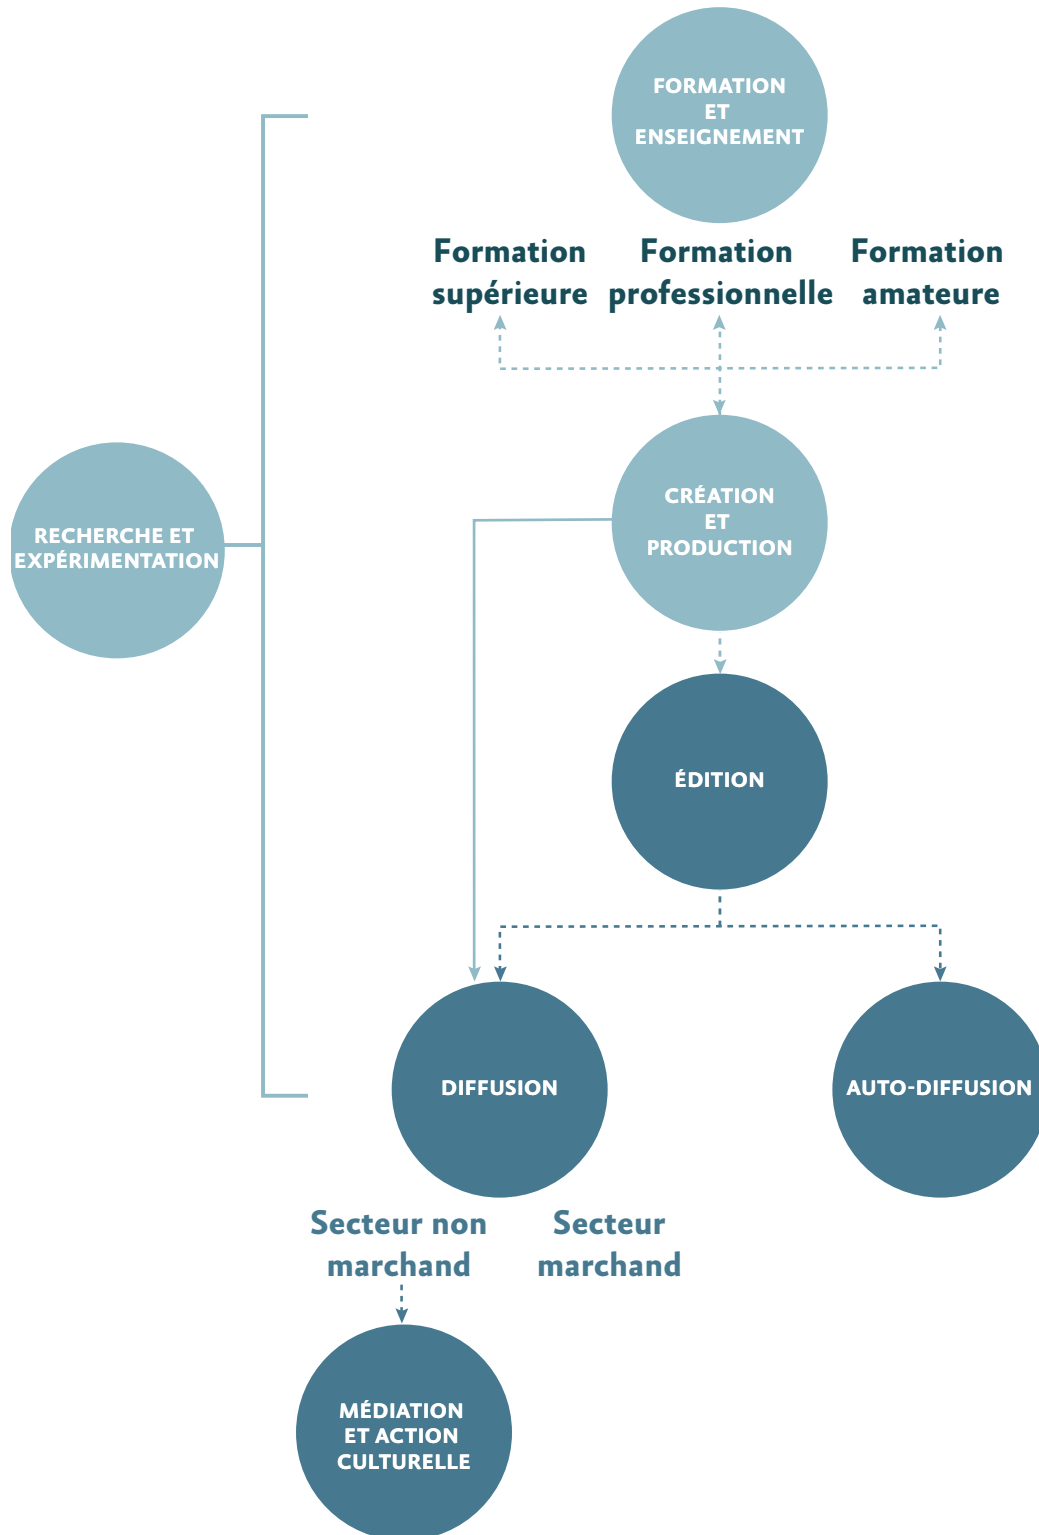 FORMATION
ET
ENSEIGNEMENT
Formation
supérieure
Formation
professionnelle
Formation
amateure
RECHERCHE ET
EXPÉRIMENTATION
CRÉATION
ET
PRODUCTION
ÉDITION
DIFFUSION
AUTO-DIFFUSION
Secteur non
marchand
Secteur
marchand
MÉDIATION
ET ACTION
CULTURELLE